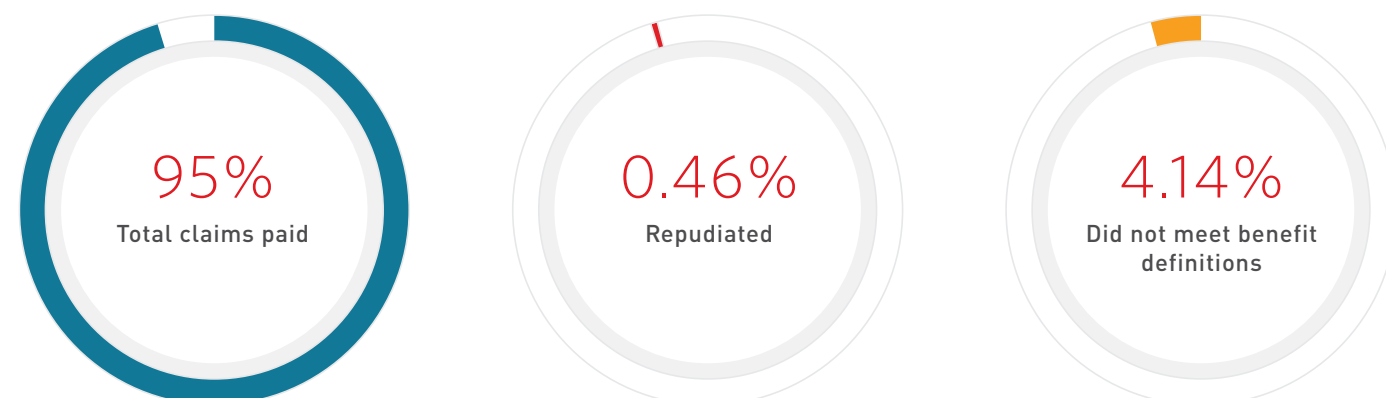 95%
Total claims paid
0.46%
Repudiated
4.14%
Did not meet benefit
definitions